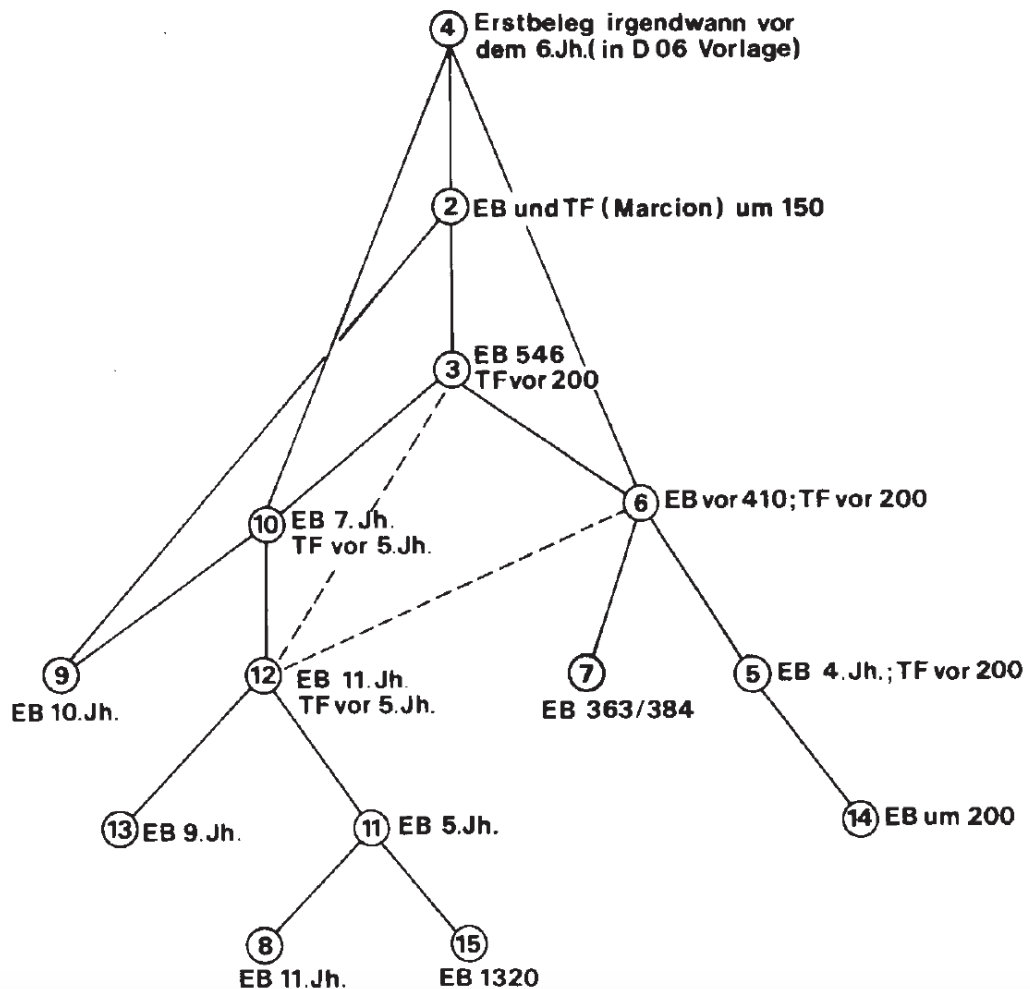 4 Erstbeleg irgendwann vor
dem 6.Jh.(in D 06 Vorlage)
2 EB und TF (Marcion) um 150
3 EB 546
TF vor 200
6 EB vor 410; TF vor 200
10 EB 7. Jh.
TF vor 5. Jh.
9
EB 10. Jh.
12 EB 11. Jh.
TF vor 5. Jh.
7
EB 363/384
5 EB 4. Jh.; TF vor 200
13 EB 9. Jh.
11 EB 5. Jh.
14 EB um 200
8
EB 11. Jh.
15
EB 1320